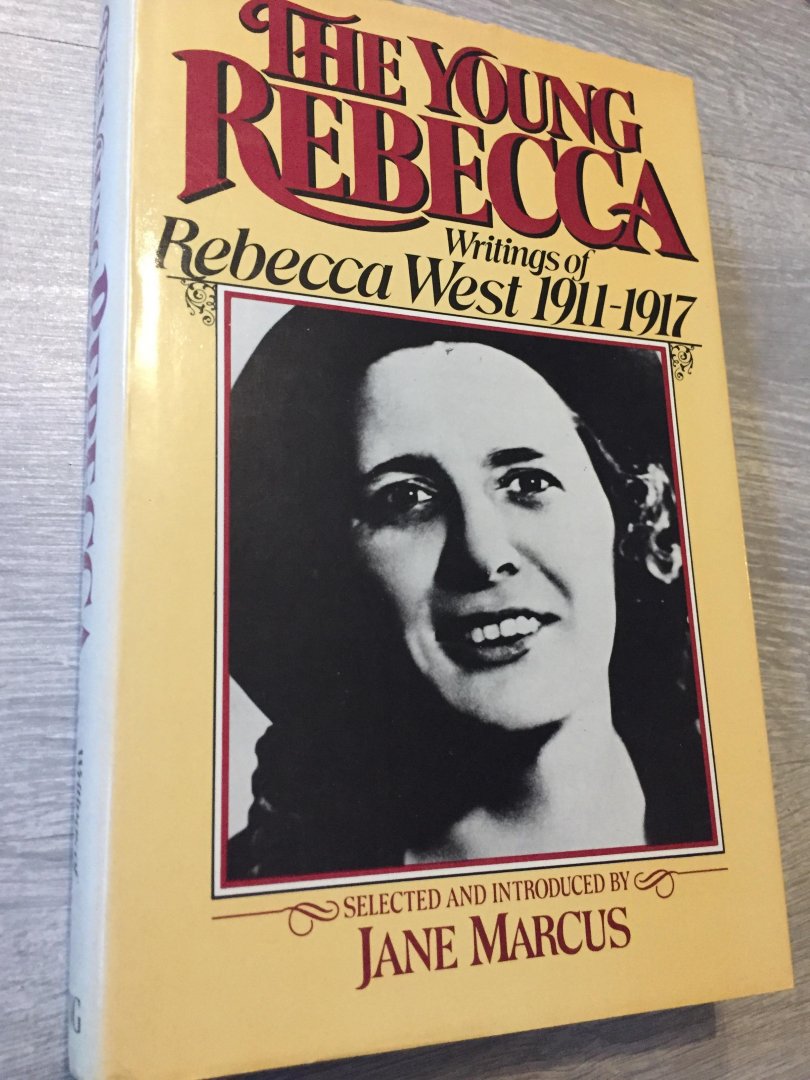 THE YOUNG
REBECCA
Writings of
Rebecca West 1911-1917
SELECTED AND INTRODUCED BY
JANE MARCUS